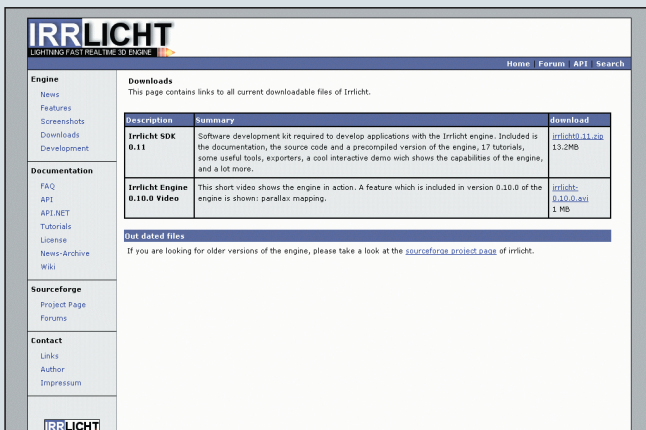 IRRLICHT
LIGHTNING FAST REALTIME 3D ENGINE
Home | Forum | API | Search
Engine
News
Features
Screenshots
Downloads
Development
Documentation
FAQ
API
API.NET
Tutorials
License
News-Archive
Wiki
Sourceforge
Project Page
Forums
Contact
Links
Author
Impressum
IRRLICHT
Downloads
This page contains links to all current downloadable files of Irrlicht.
Description Summary download
Irrlicht SDK Software development kit required to develop applications with the Irrlicht engine. Included is irrlicht0.11.zip
0.11 the documentation, the source code and a precompiled version of the engine, 17 tutorials, 13.2MB
some useful tools, exporters, a cool interactive demo wich shows the capabilities of the engine,
and a lot more.
Irrlicht Engine This short video shows the engine in action. A feature which is included in version 0.10.0 of the irrlicht-
0.10.0 Video engine is shown: parallax mapping. 0.10.0.avi
1 MB
Out dated files
If you are looking for older versions of the engine, please take a look at the sourceforge project page of irrlicht.